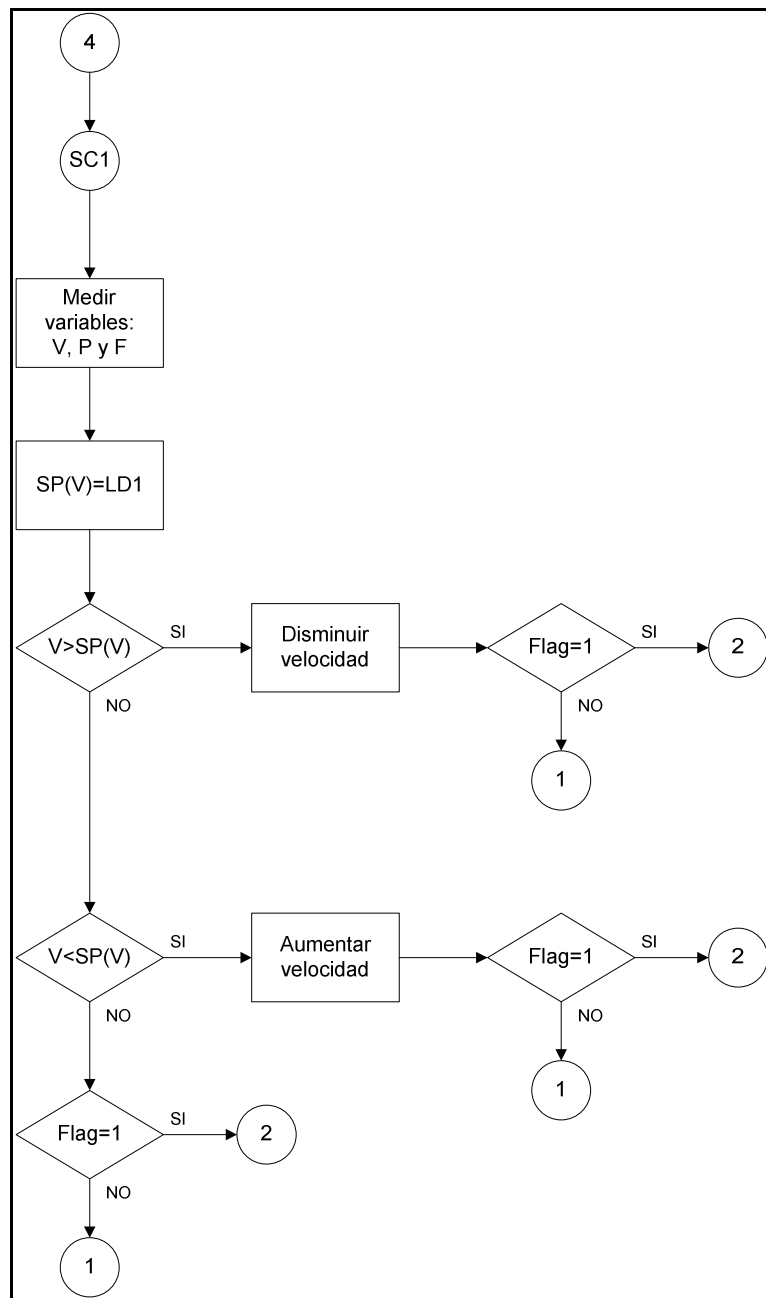 4
SC1
Medir
variables:
V, P y F
SP(V)=LD1
V>SP(V)
SI
Disminuir
velocidad
Flag=1
SI
2
NO
NO
1
V<SP(V)
SI
Aumentar
velocidad
Flag=1
SI
2
NO
NO
1
Flag=1
SI
2
NO
1